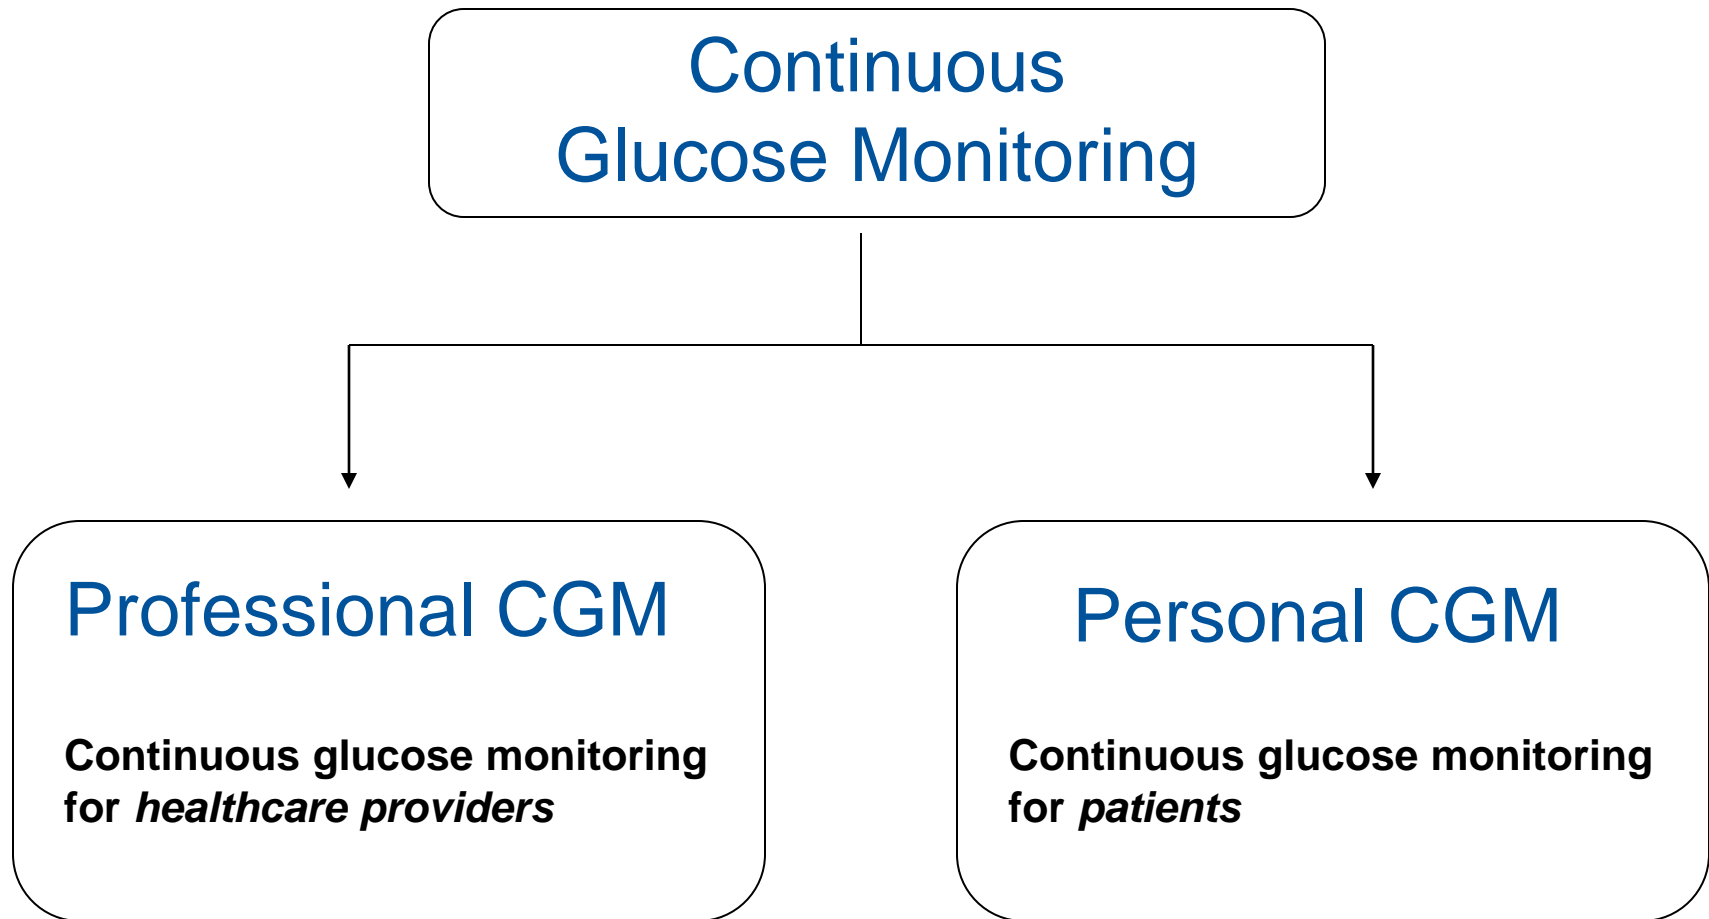 Continuous
Glucose Monitoring
Professional CGM
Continuous glucose monitoring
for healthcare providers
Personal CGM
Continuous glucose monitoring
for patients